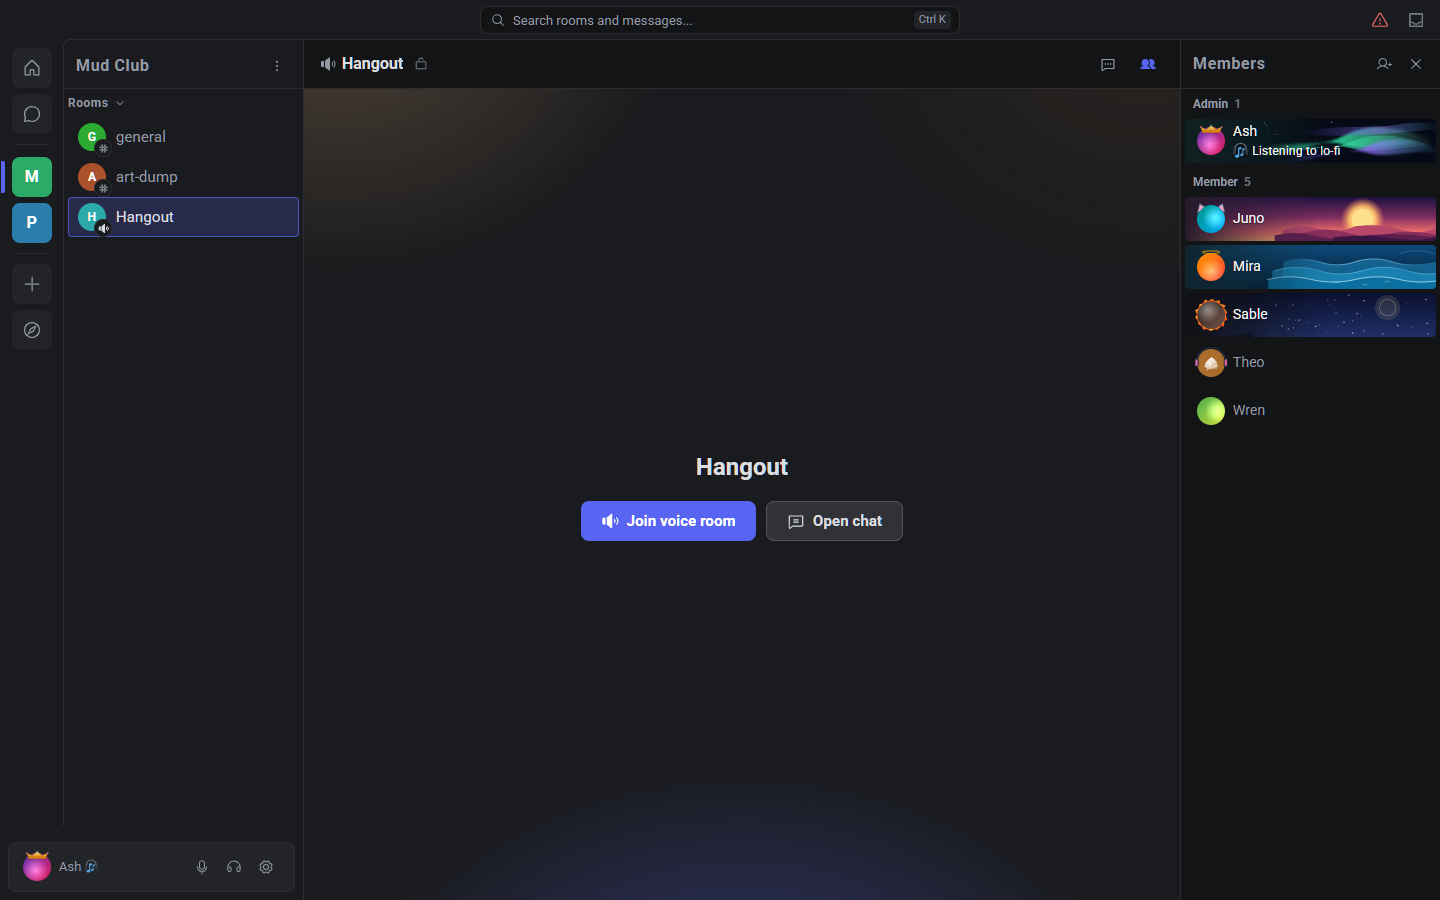 Search rooms and messages...
Ctrl K
Mud Club
Rooms
G general
A art-dump
H Hangout
M
P
Ash
Hangout
Hangout
Join voice room
Open chat
Members
Admin 1
Ash
Listening to lo-fi
Member 5
Juno
Mira
Sable
Theo
Wren